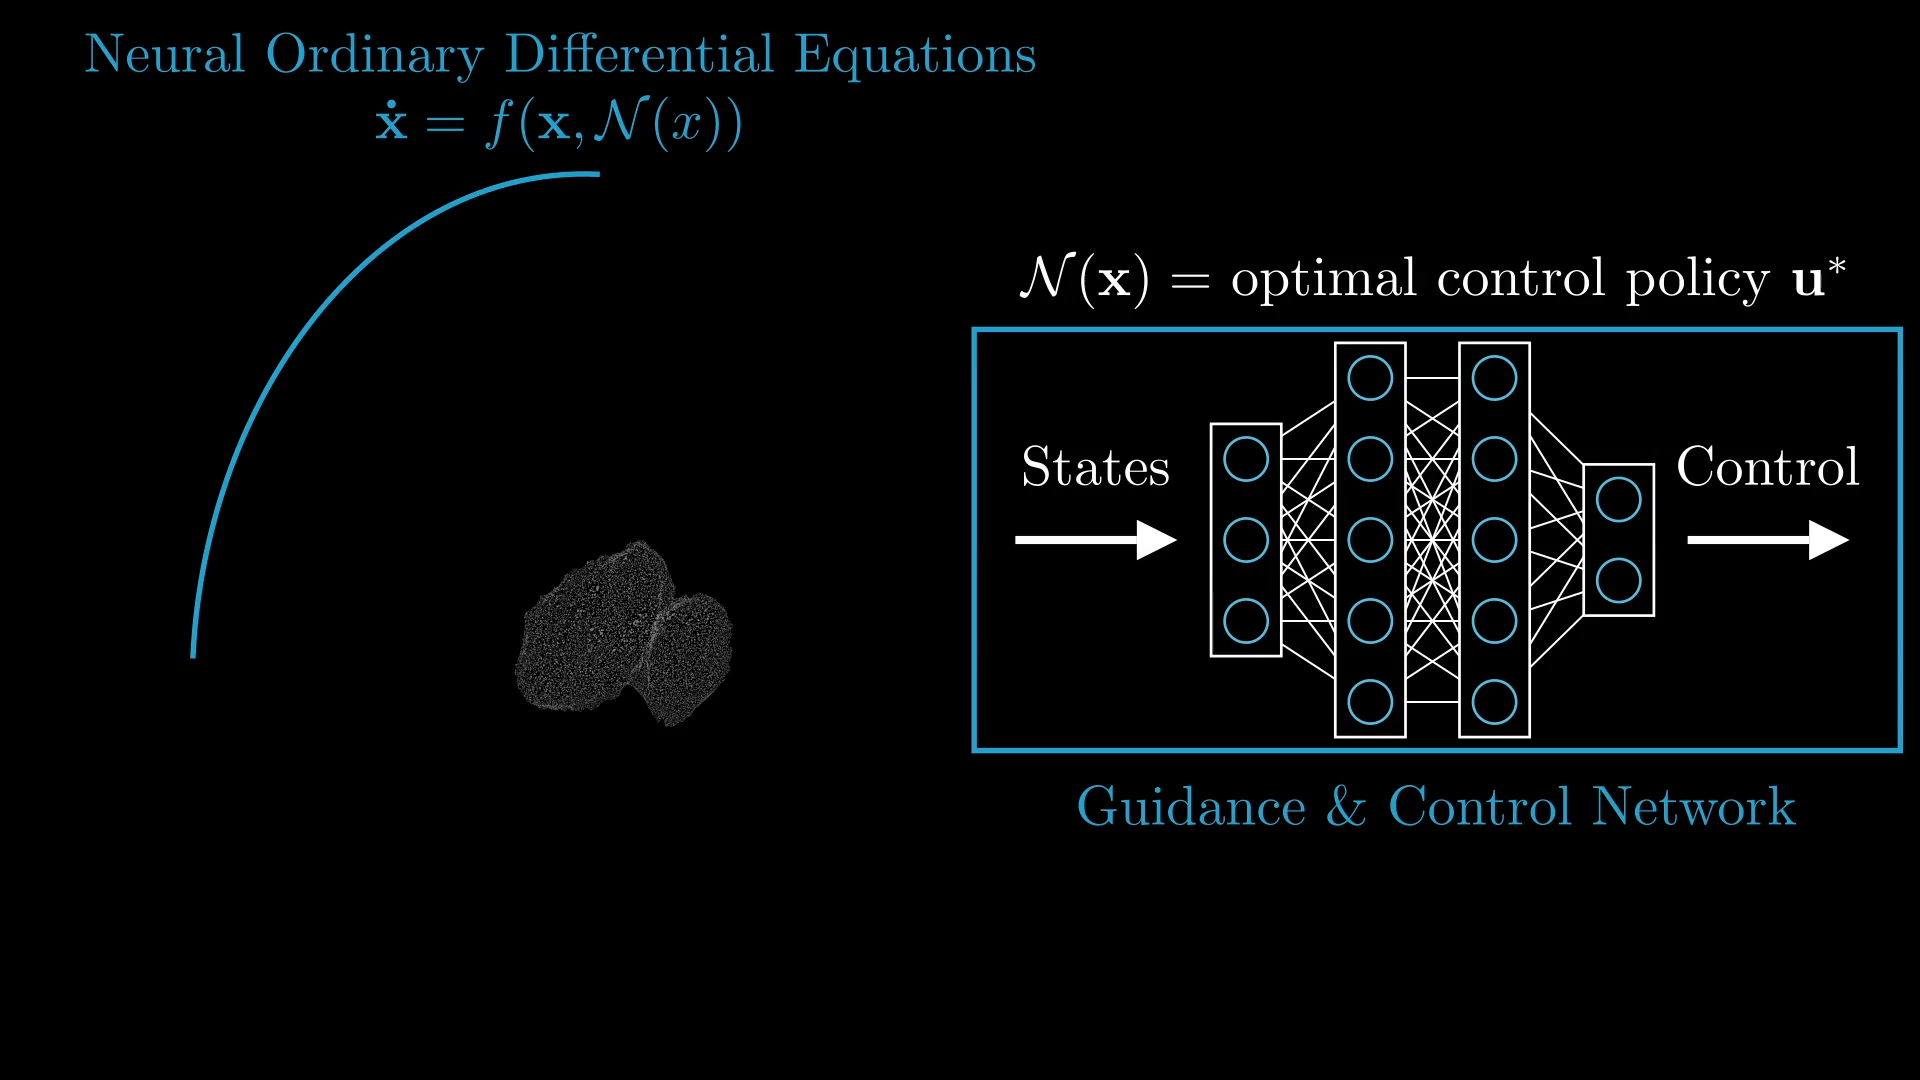 Neural Ordinary Differential Equations
ẋ = f(x, 𝒩(x))
𝒩(x) = optimal control policy u*
States
Control
Guidance & Control Network